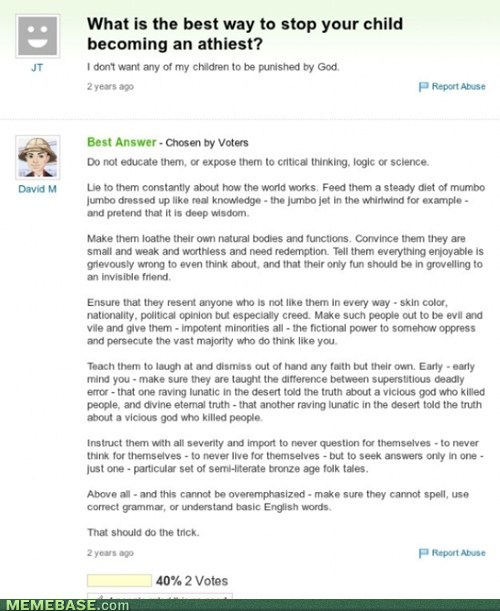 What is the best way to stop your child
becoming an athiest?
JT
I don't want any of my children to be punished by God.
2 years ago
Report Abuse
Best Answer - Chosen by Voters
David M
Do not educate them, or expose them to critical thinking, logic or science.
Lie to them constantly about how the world works. Feed them a steady diet of mumbo
jumbo dressed up like real knowledge - the jumbo jet in the whirlwind for example -
and pretend that it is deep wisdom.
Make them loathe their own natural bodies and functions. Convince them they are
small and weak and worthless and need redemption. Tell them everything enjoyable is
grievously wrong to even think about, and that their only fun should be in grovelling to
an invisible friend.
Ensure that they resent anyone who is not like them in every way - skin color,
nationality, political opinion but especially creed. Make such people out to be evil and
vile and give them - impotent minorities all - the fictional power to somehow oppress
and persecute the vast majority who do think like you.
Teach them to laugh at and dismiss out of hand any faith but their own. Early - early
mind you - make sure they are taught the difference between superstitious deadly
error - that one raving lunatic in the desert told the truth about a vicious god who killed
people, and divine eternal truth - that another raving lunatic in the desert told the truth
about a vicious god who killed people.
Instruct them with all severity and import to never question for themselves - to never
think for themselves - to never live for themselves - but to seek answers only in one -
just one - particular set of semi-literate bronze age folk tales.
Above all - and this cannot be overemphasized - make sure they cannot spell, use
correct grammar, or understand basic English words.
That should do the trick.
2 years ago
Report Abuse
40% 2 Votes
MEMEBASE.com